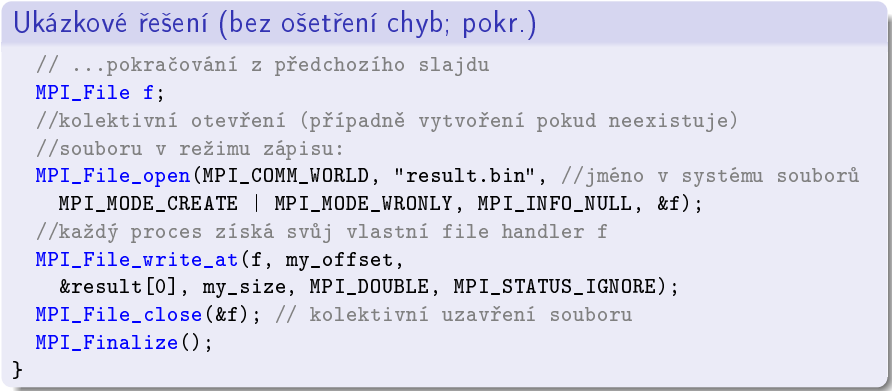 Ukázkové řešení (bez ošetření chyb; pokr.)
// ...pokračování z předchozího slajdu
MPI_File f;
//kolektivní otevření (případně vytvoření pokud neexistuje)
//souboru v režimu zápisu:
MPI_File_open(MPI_COMM_WORLD, "result.bin", //jméno v systému souborů
MPI_MODE_CREATE | MPI_MODE_WRONLY, MPI_INFO_NULL, &f);
//každý proces získá svůj vlastní file handler f
MPI_File_write_at(f, my_offset,
&result[0], my_size, MPI_DOUBLE, MPI_STATUS_IGNORE);
MPI_File_close(&f); // kolektivní uzavření souboru
MPI_Finalize();
}